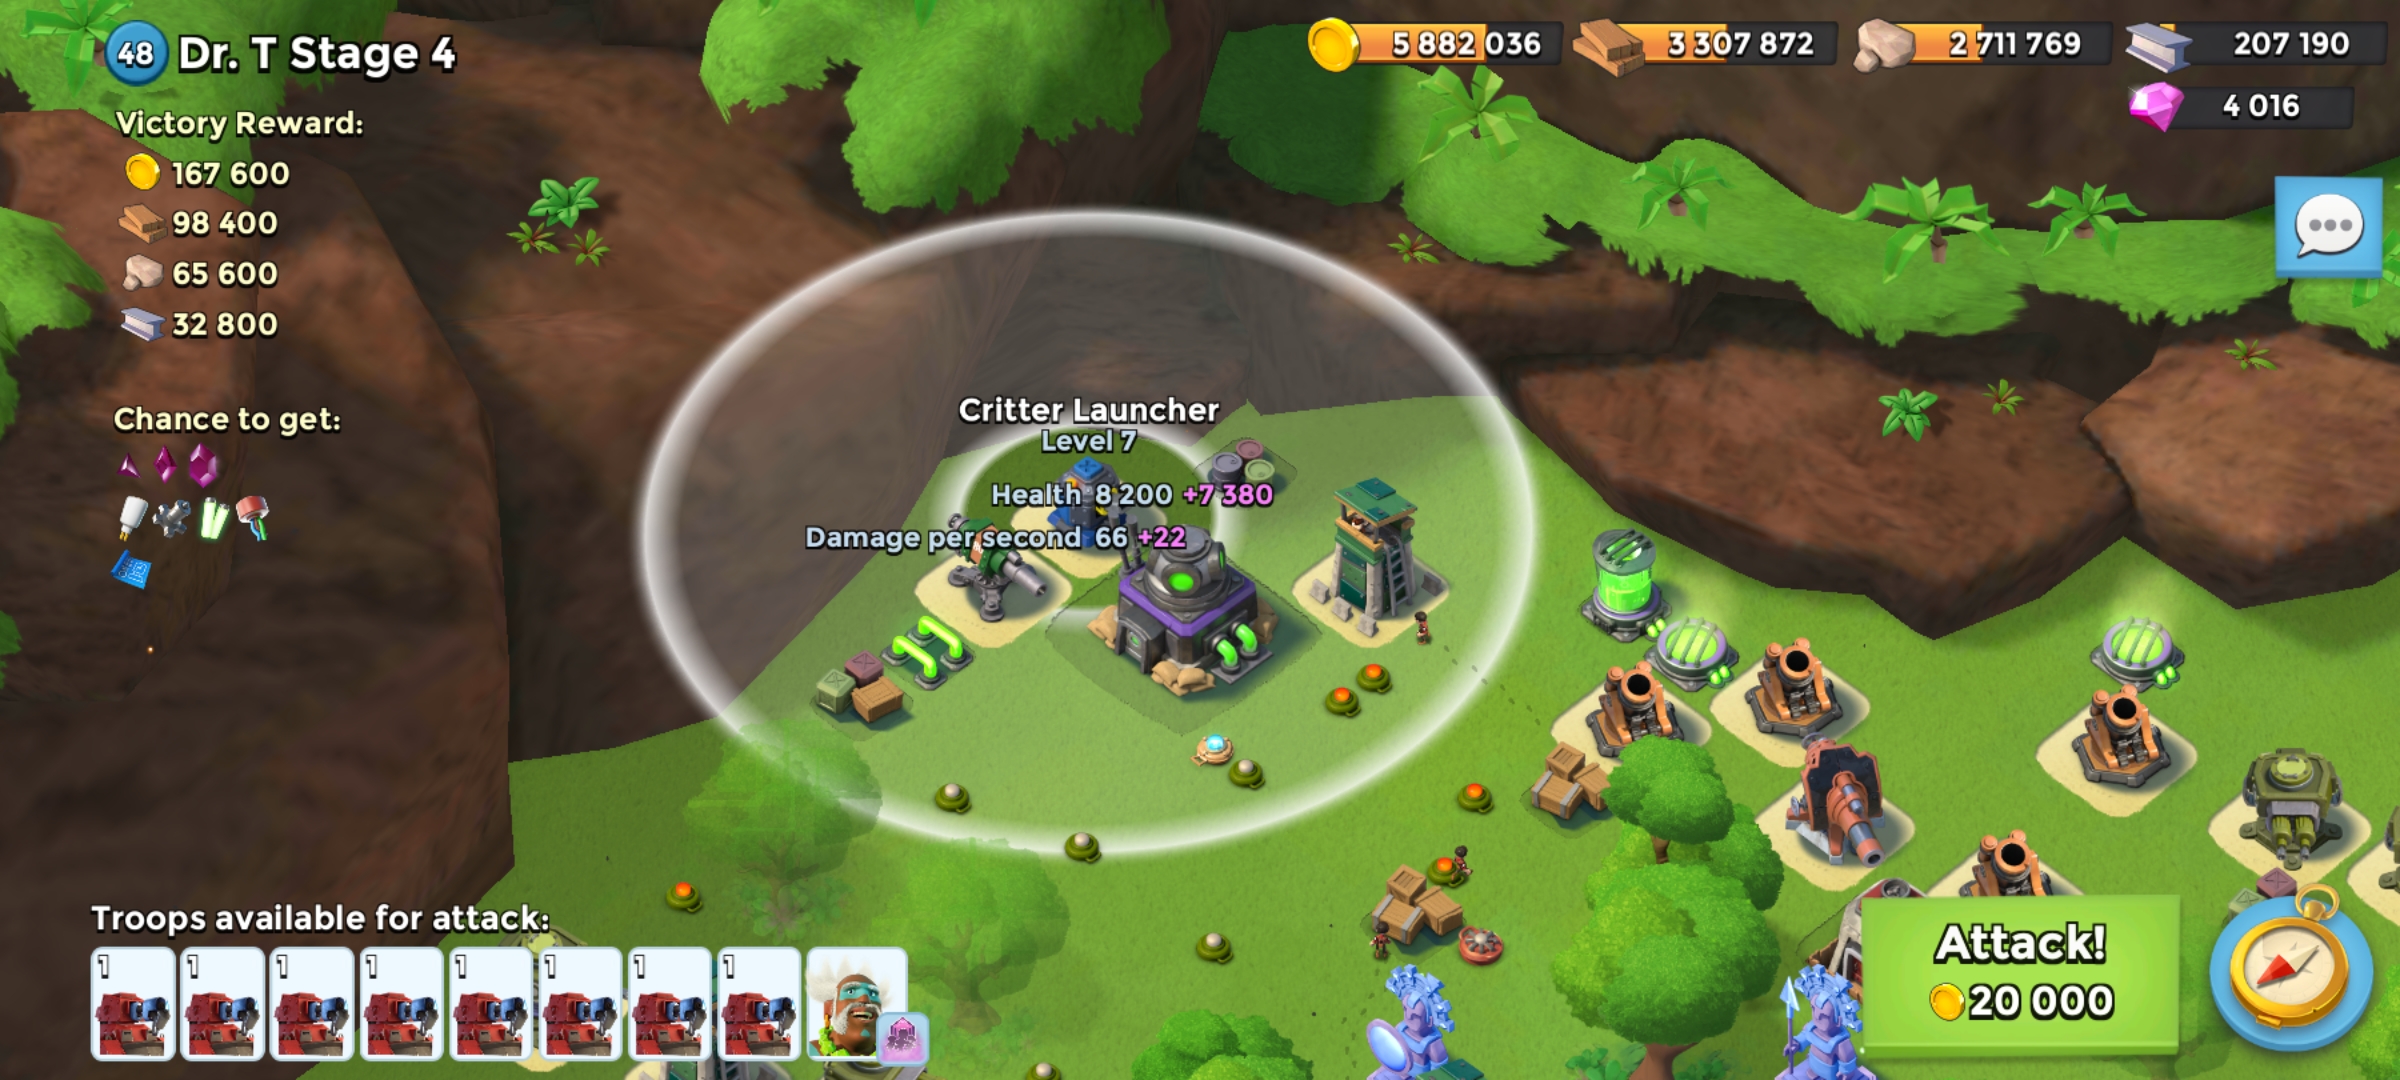 48 Dr. T Stage 4
5 882 036
3 307 872
2 711 769
207 190
4 016
Victory Reward:
167 600
98 400
65 600
32 800
Chance to get:
Critter Launcher
Level 7
Health 8 200 +7 380
Damage per second 66 +22
Troops available for attack:
1 1 1 1 1 1 1 1
Attack!
20 000